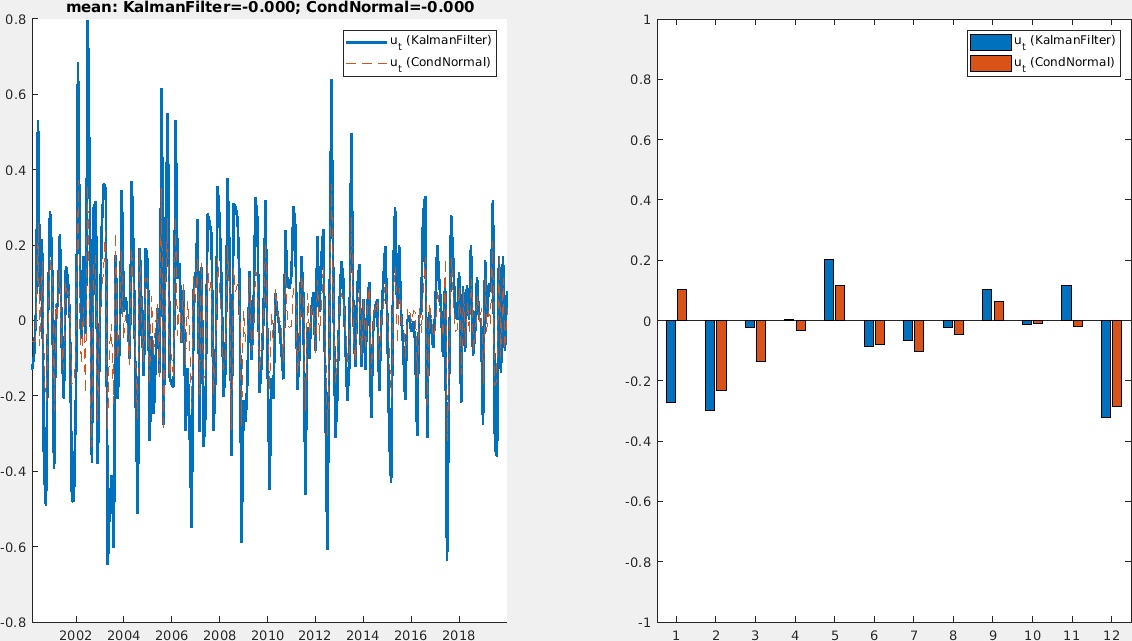 mean: KalmanFilter=-0.000; CondNormal=-0.000
u_t (KalmanFilter)
u_t (CondNormal)
0.8
0.6
0.4
0.2
0
-0.2
-0.4
-0.6
-0.8
2002 2004 2006 2008 2010 2012 2014 2016 2018
u_t (KalmanFilter)
u_t (CondNormal)
1
0.8
0.6
0.4
0.2
0
-0.2
-0.4
-0.6
-0.8
-1
1 2 3 4 5 6 7 8 9 10 11 12